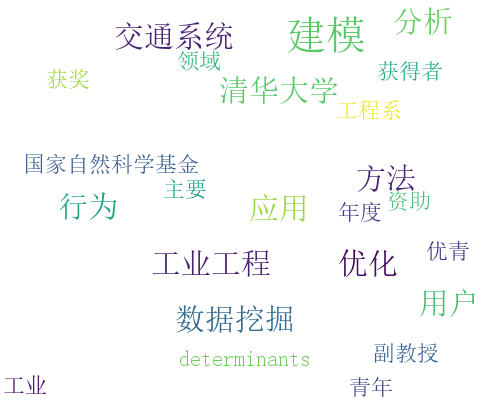 建模
分析
交通系统
领域
获得者
获奖
清华大学
工程系
国家自然科学基金
方法
主要
资助
行为
应用
年度
优青
工业工程
优化
用户
数据挖掘
副教授
determinants
工业
青年